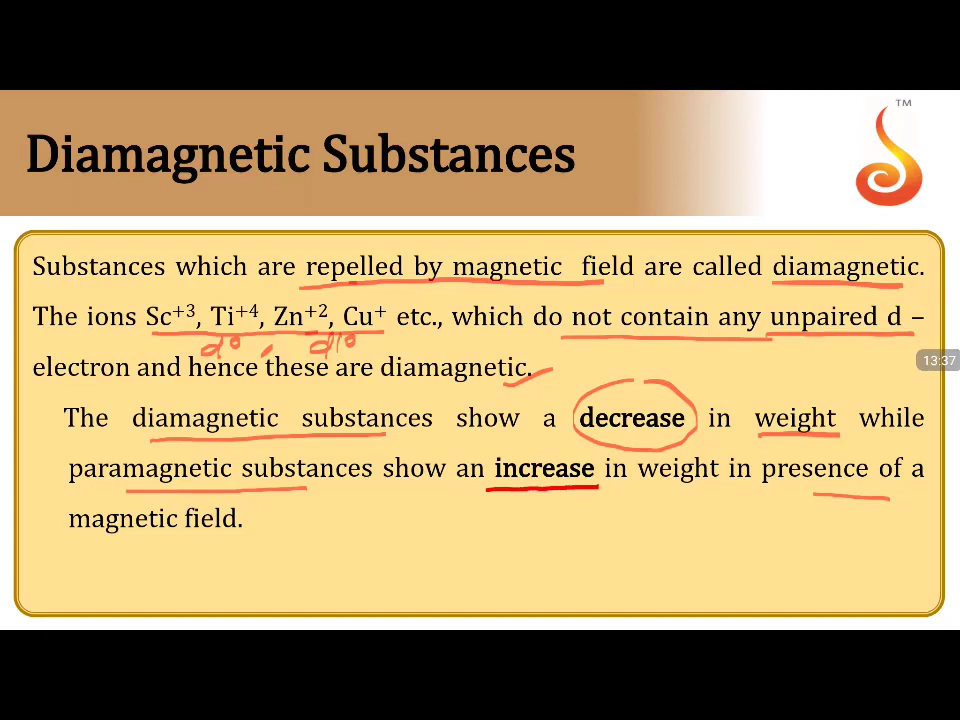 TM
Diamagnetic Substances
Substances which are repelled by magnetic field are called diamagnetic.
The ions Sc⁺³, Ti⁺⁴, Zn⁺², Cu⁺ etc., which do not contain any unpaired d –
d° , d10
13:37
electron and hence these are diamagnetic.
The diamagnetic substances show a decrease in weight while
paramagnetic substances show an increase in weight in presence of a
magnetic field.